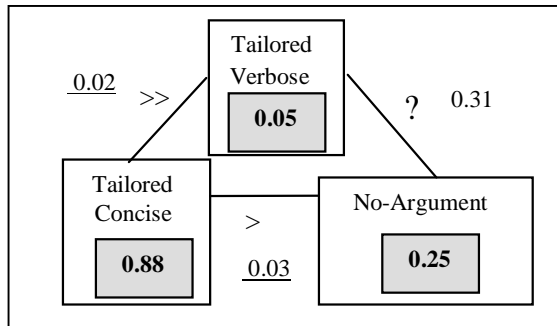 Tailored
Verbose
0.05
0.02
>>
? 0.31
Tailored
Concise
0.88
>
0.03
No-Argument
0.25